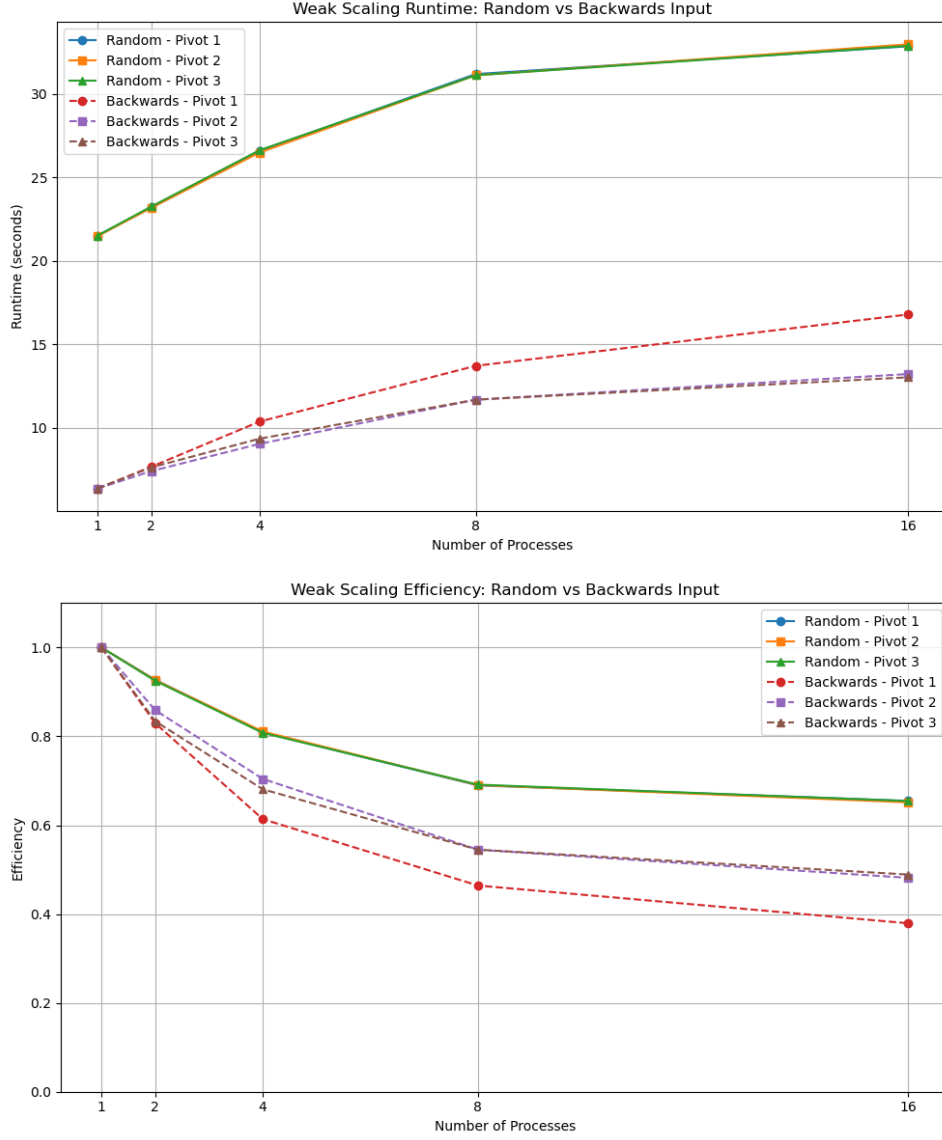 Weak Scaling Runtime: Random vs Backwards Input
Random - Pivot 1
Random - Pivot 2
Random - Pivot 3
Backwards - Pivot 1
Backwards - Pivot 2
Backwards - Pivot 3
30
25
20
15
10
Runtime (seconds)
1 2 4 8 16
Number of Processes
Weak Scaling Efficiency: Random vs Backwards Input
Random - Pivot 1
Random - Pivot 2
Random - Pivot 3
Backwards - Pivot 1
Backwards - Pivot 2
Backwards - Pivot 3
1.0
0.8
0.6
0.4
0.2
0.0
Efficiency
1 2 4 8 16
Number of Processes